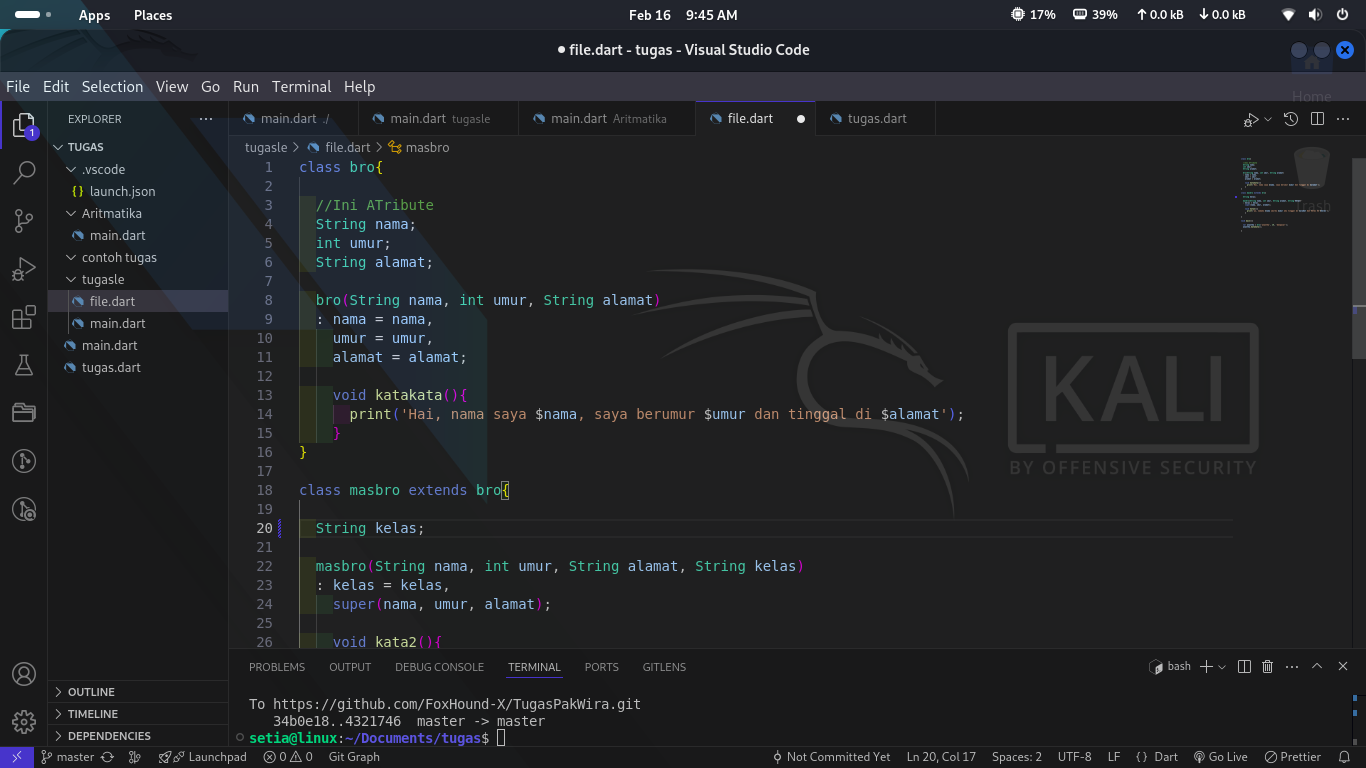 Apps Places Feb 16 9:45 AM 17% 39% 0.0 kB 0.0 kB
file.dart - tugas - Visual Studio Code
File Edit Selection View Go Run Terminal Help
Home
EXPLORER
main.dart ./ main.dart tugasle main.dart Aritmatika file.dart tugas.dart
1
TUGAS
.vscode
launch.json
Aritmatika
main.dart
contoh tugas
tugasle
file.dart
main.dart
main.dart
tugas.dart
OUTLINE
TIMELINE
DEPENDENCIES
tugasle > file.dart > masbro
Trash
1 class bro{
2
3 //Ini ATribute
4 String nama;
5 int umur;
6 String alamat;
7
8 bro(String nama, int umur, String alamat)
9 : nama = nama,
10 umur = umur,
11 alamat = alamat;
12
13 void katakata(){
14 print('Hai, nama saya $nama, saya berumur $umur dan tinggal di $alamat');
15 }
16 }
17
18 class masbro extends bro{
19
20 String kelas;
21
22 masbro(String nama, int umur, String alamat, String kelas)
23 : kelas = kelas,
24 super(nama, umur, alamat);
25
26 void kata2(){
KALI
BY OFFENSIVE SECURITY
PROBLEMS OUTPUT DEBUG CONSOLE TERMINAL PORTS GITLENS bash
To https://github.com/FoxHound-X/TugasPakWira.git
34b0e18..4321746 master -> master
setia@linux:~/Documents/tugas$
master Launchpad 0 0 Git Graph Not Committed Yet Ln 20, Col 17 Spaces: 2 UTF-8 LF {} Dart Go Live Prettier